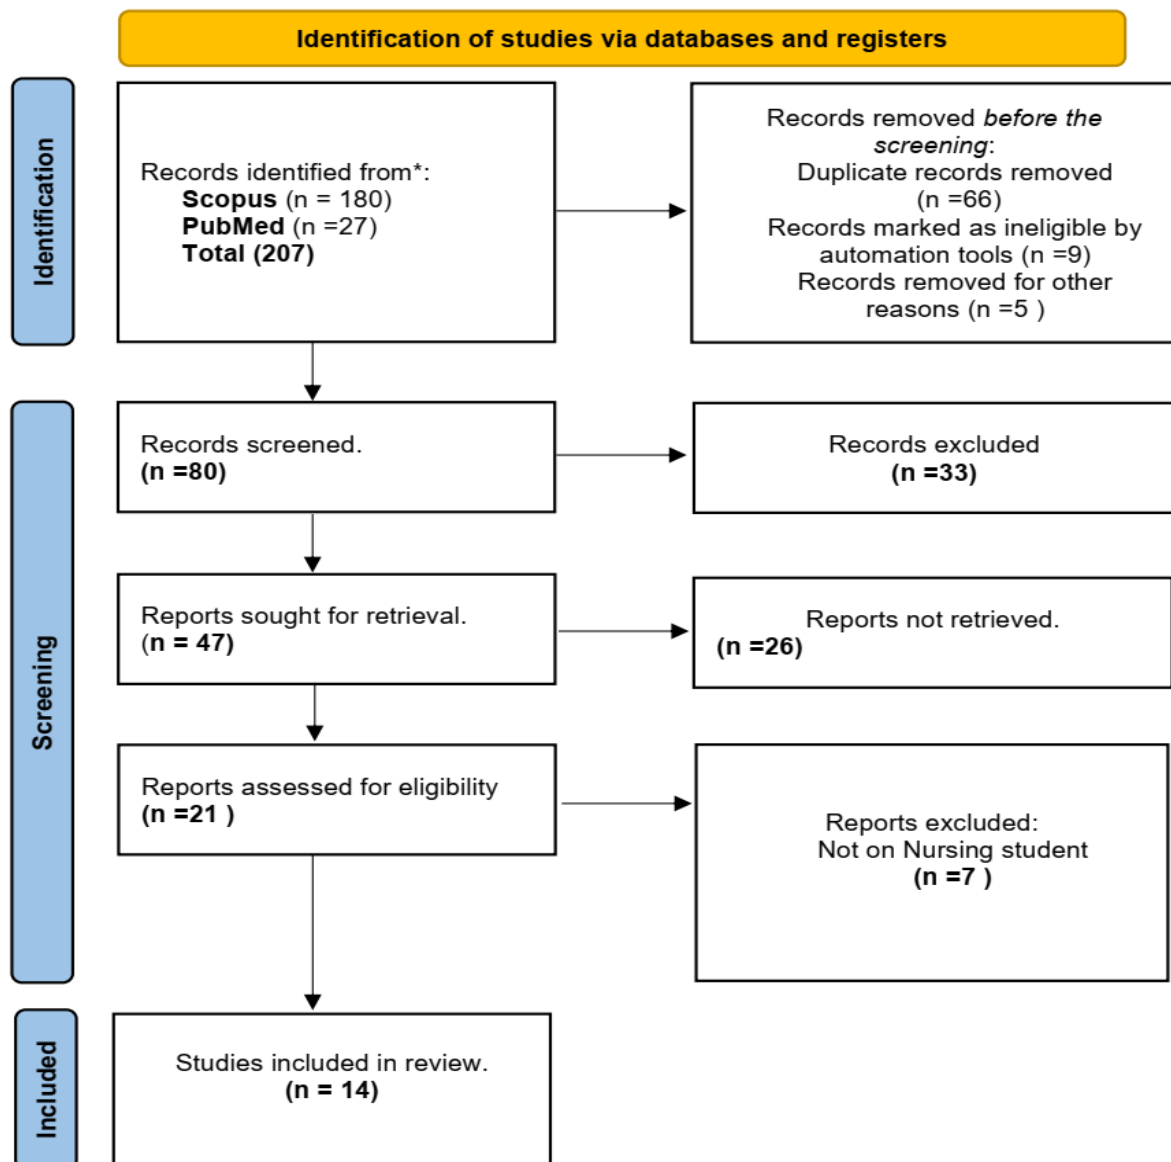 Identification of studies via databases and registers
Identification
Records identified from*:
Scopus (n = 180)
PubMed (n =27)
Total (207)
Records removed before the
screening:
Duplicate records removed
(n =66)
Records marked as ineligible by
automation tools (n =9)
Records removed for other
reasons (n =5 )
Screening
Records screened.
(n =80)
Records excluded
(n =33)
Reports sought for retrieval.
(n = 47)
Reports not retrieved.
(n =26)
Reports assessed for eligibility
(n =21 )
Reports excluded:
Not on Nursing student
(n =7 )
Included
Studies included in review.
(n = 14)